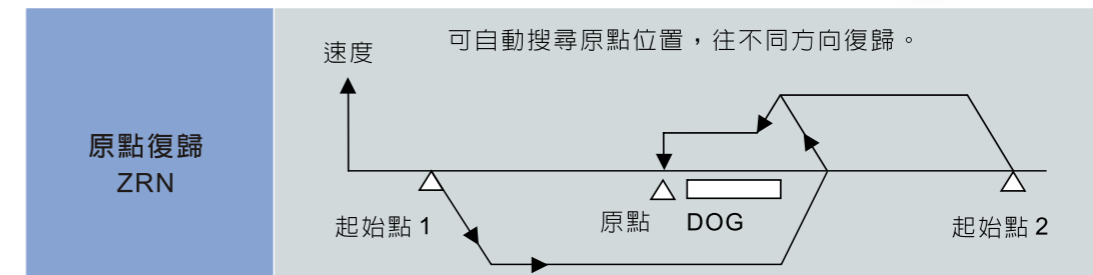 原點復歸
ZRN
可自動搜尋原點位置，往不同方向復歸。
速度
起始點 1
原點
DOG
起始點 2